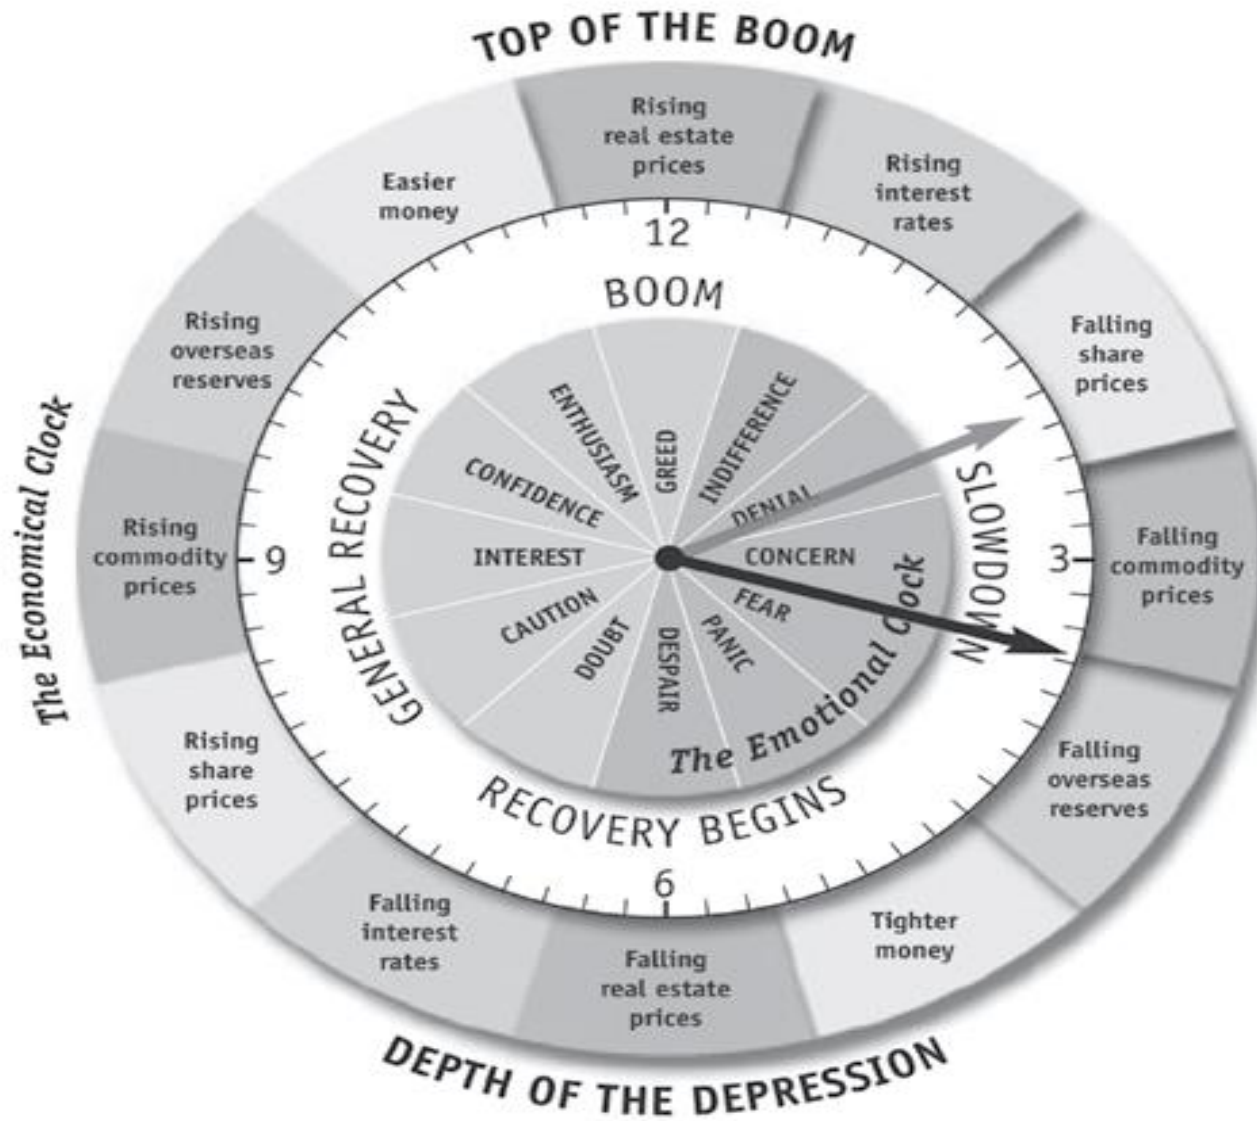 TOP OF THE BOOM
Rising
real estate
prices
Rising
interest
rates
Falling
share
prices
Falling
commodity
prices
Falling
overseas
reserves
Tighter
money
Falling
real estate
prices
Falling
interest
rates
Rising
share
prices
Rising
commodity
prices
Rising
overseas
reserves
Easier
money
The Economical Clock
12
3
6
9
BOOM
SLOWDOWN
RECOVERY BEGINS
GENERAL RECOVERY
GREED
INDIFFERENCE
DENIAL
CONCERN
FEAR
PANIC
DESPAIR
DOUBT
CAUTION
INTEREST
CONFIDENCE
ENTHUSIASM
The Emotional Clock
DEPTH OF THE DEPRESSION